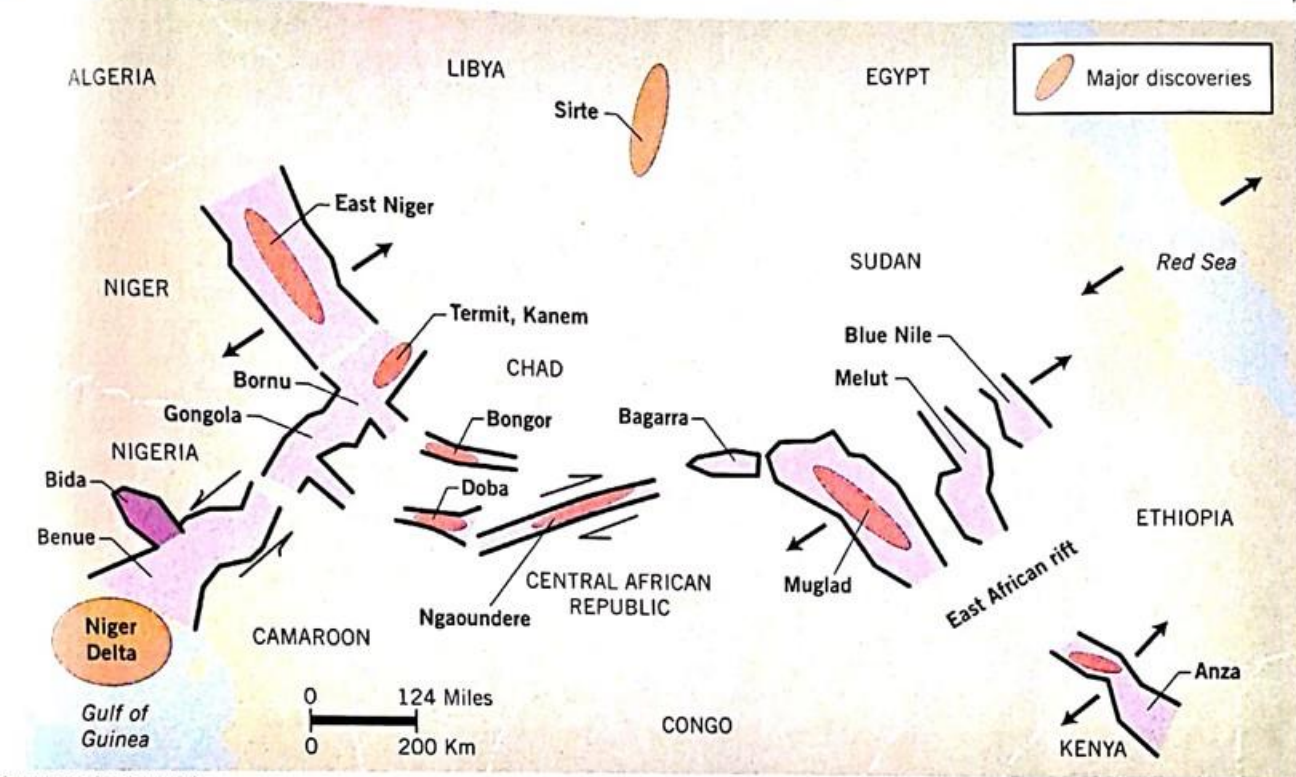 ALGERIA
LIBYA
EGYPT
Major discoveries
Sirte
East Niger
NIGER
SUDAN
Red Sea
Termit, Kanem
Blue Nile
CHAD
Melut
Bornu
Gongola
Bongor
Bagarra
NIGERIA
Bida
Doba
Benue
ETHIOPIA
Muglad
East African rift
CENTRAL AFRICAN
REPUBLIC
Ngaoundere
Niger
Delta
CAMAROON
Anza
0 124 Miles
0 200 Km
Gulf of
Guinea
CONGO
KENYA